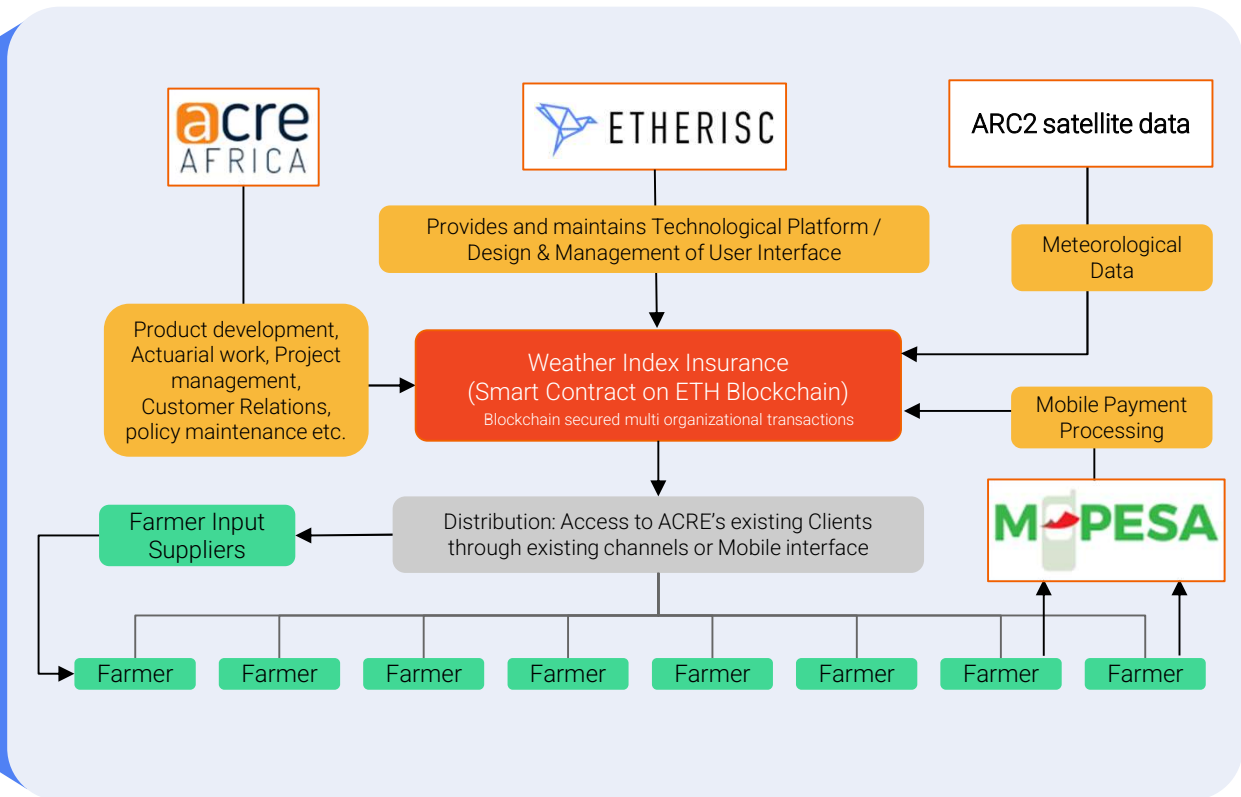 acre
AFRICA
ETHERISC
ARC2 satellite data
Provides and maintains Technological Platform /
Design & Management of User Interface
Meteorological
Data
Product development,
Actuarial work, Project
management,
Customer Relations,
policy maintenance etc.
Weather Index Insurance
(Smart Contract on ETH Blockchain)
Blockchain secured multi organizational transactions
Mobile Payment
Processing
Farmer Input
Suppliers
Distribution: Access to ACRE's existing Clients
through existing channels or Mobile interface
M-PESA
Farmer
Farmer
Farmer
Farmer
Farmer
Farmer
Farmer
Farmer